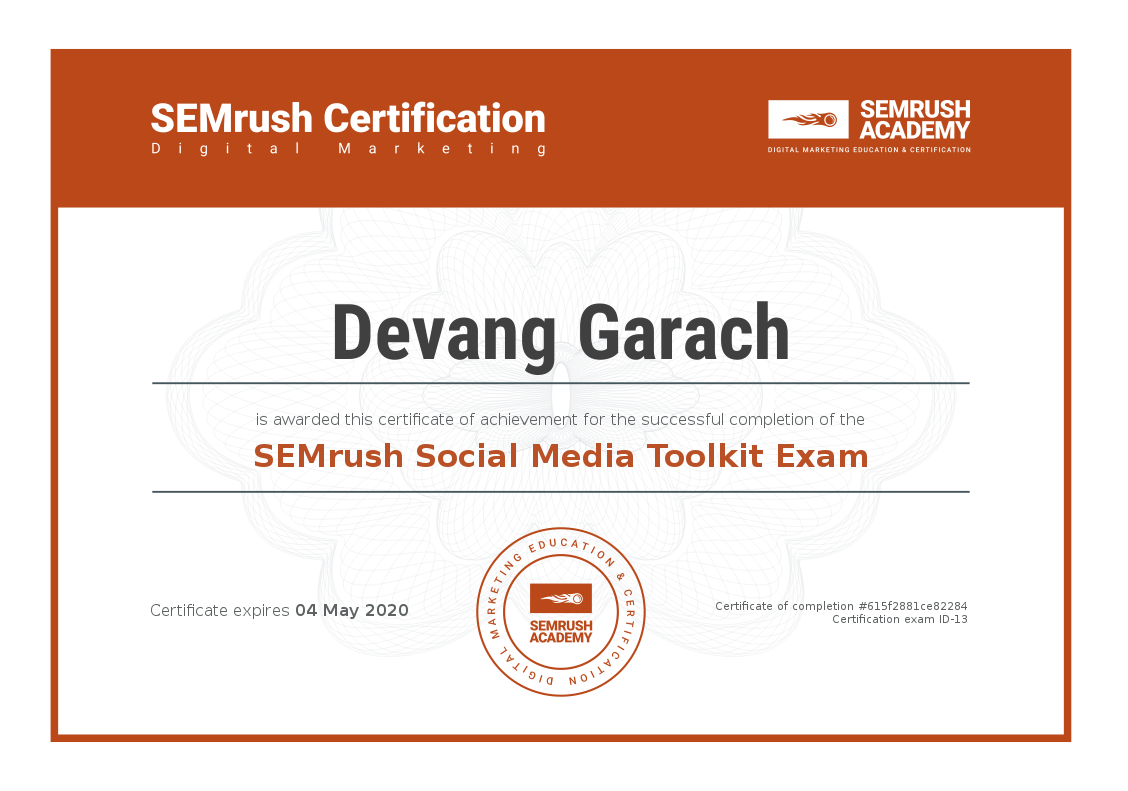 SEMrush Certification
Digital Marketing
SEMRUSH
ACADEMY
DIGITAL MARKETING EDUCATION & CERTIFICATION
Devang Garach
is awarded this certificate of achievement for the successful completion of the
SEMrush Social Media Toolkit Exam
Certificate expires 04 May 2020
DIGITAL MARKETING EDUCATION & CERTIFICATION
SEMRUSH
ACADEMY
Certificate of completion #615f2881ce82284
Certification exam ID-13